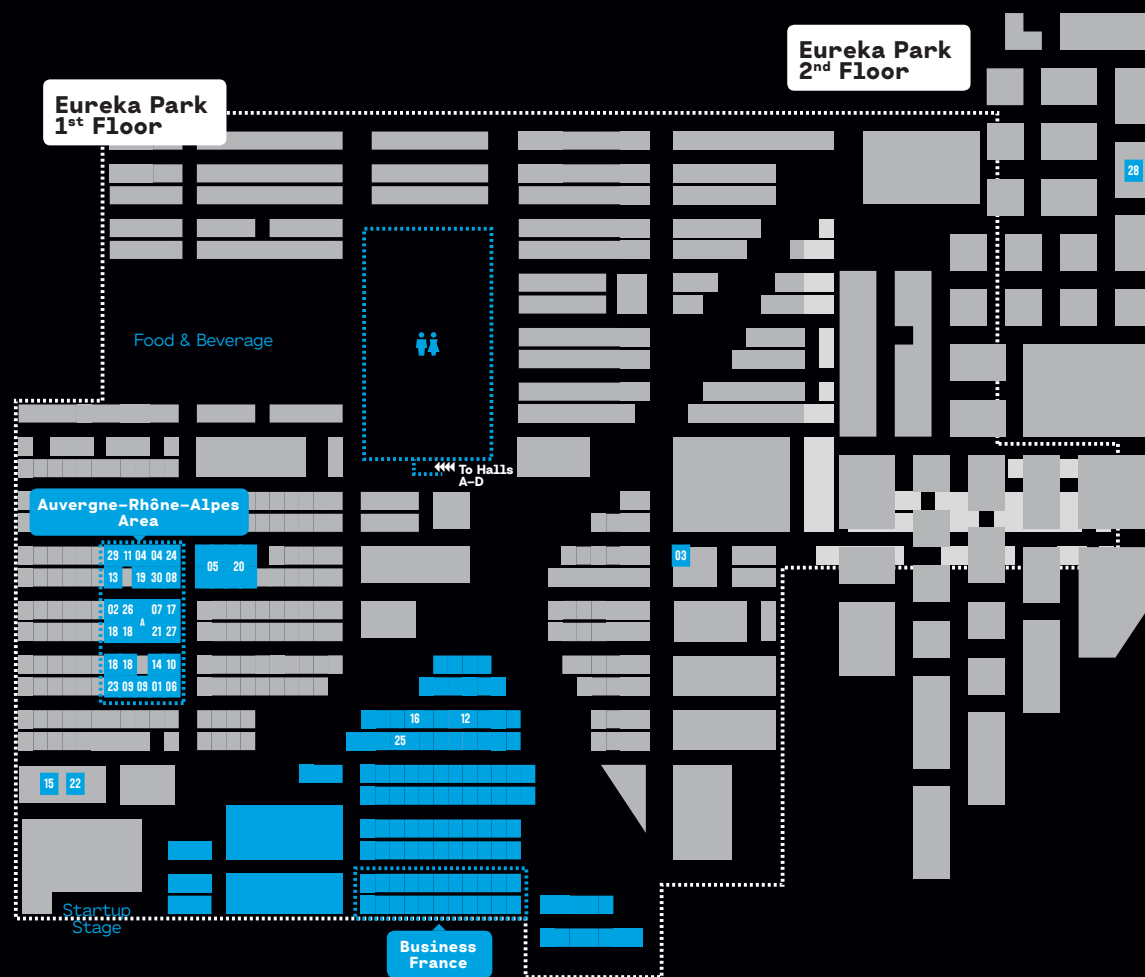 Eureka Park
2nd Floor
Eureka Park
1st Floor
28
Food & Beverage
To Halls
A–D
Auvergne–Rhône–Alpes
Area
29 11 04 04 24
13 19 30 08
05 20
03
02 26 07 17
A
18 18 21 27
18 18 14 10
23 09 09 01 06
16 12
25
15 22
Startup
Stage
Business
France